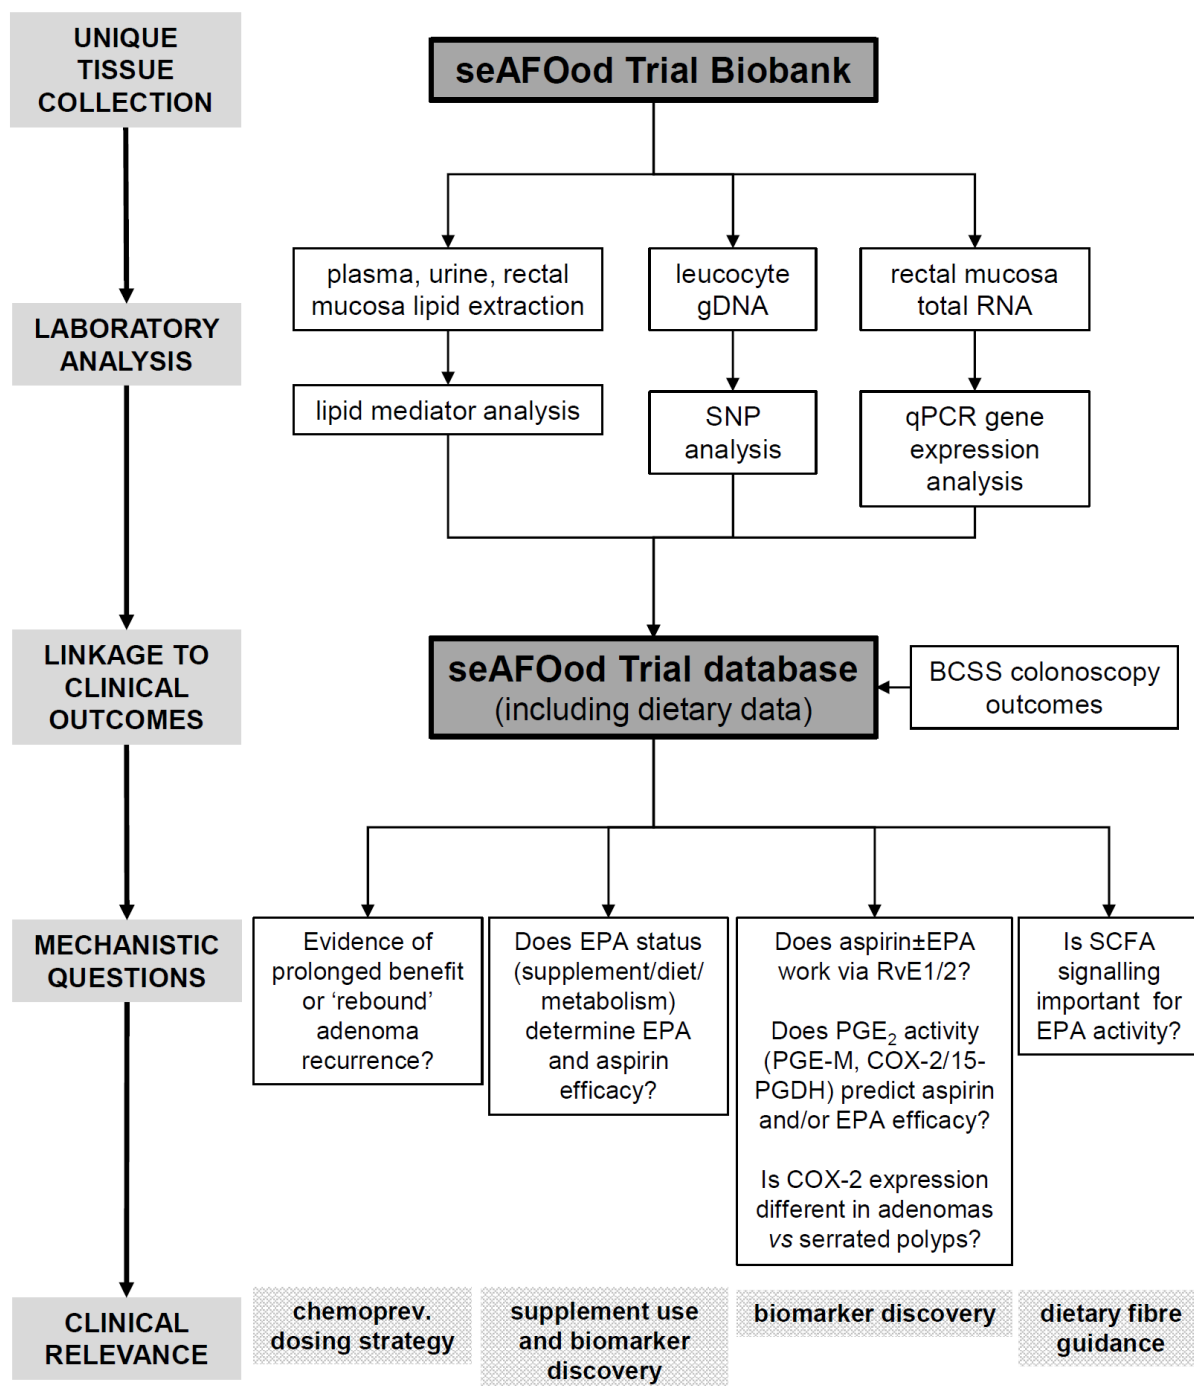 UNIQUE
TISSUE
COLLECTION
seAFOod Trial Biobank
plasma, urine, rectal
mucosa lipid extraction
leucocyte
gDNA
rectal mucosa
total RNA
LABORATORY
ANALYSIS
lipid mediator analysis
SNP
analysis
qPCR gene
expression
analysis
LINKAGE TO
CLINICAL
OUTCOMES
seAFOod Trial database
(including dietary data)
BCSS colonoscopy
outcomes
MECHANISTIC
QUESTIONS
Evidence of
prolonged benefit
or ‘rebound’
adenoma
recurrence?
Does EPA status
(supplement/diet/
metabolism)
determine EPA
and aspirin
efficacy?
Does aspirin±EPA
work via RvE1/2?
Does PGE₂ activity
(PGE-M, COX-2/15-
PGDH) predict aspirin
and/or EPA efficacy?
Is COX-2 expression
different in adenomas
vs serrated polyps?
Is SCFA
signalling
important for
EPA activity?
CLINICAL
RELEVANCE
chemoprev.
dosing strategy
supplement use
and biomarker
discovery
biomarker discovery
dietary fibre
guidance